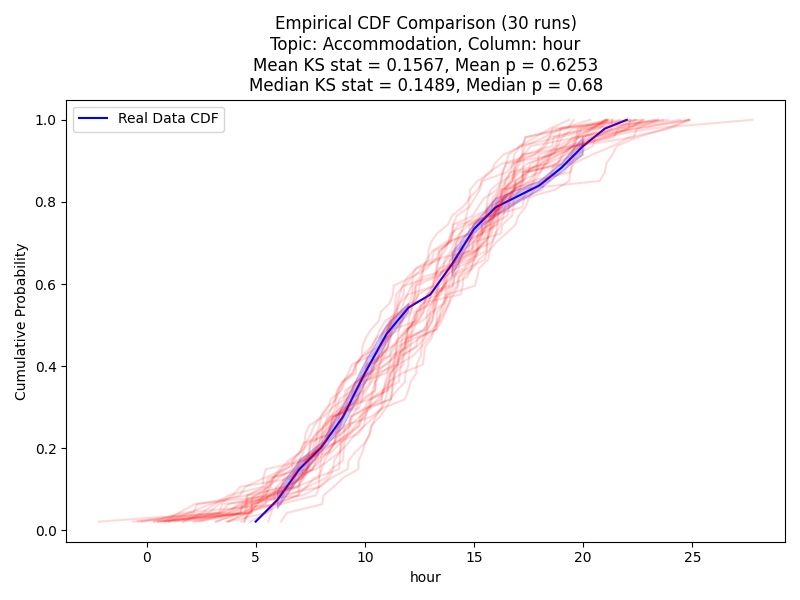 Empirical CDF Comparison (30 runs)
Topic: Accommodation, Column: hour
Mean KS stat = 0.1567, Mean p = 0.6253
Median KS stat = 0.1489, Median p = 0.68
Real Data CDF
1.0
0.8
0.6
0.4
0.2
0.0
Cumulative Probability
0 5 10 15 20 25
hour